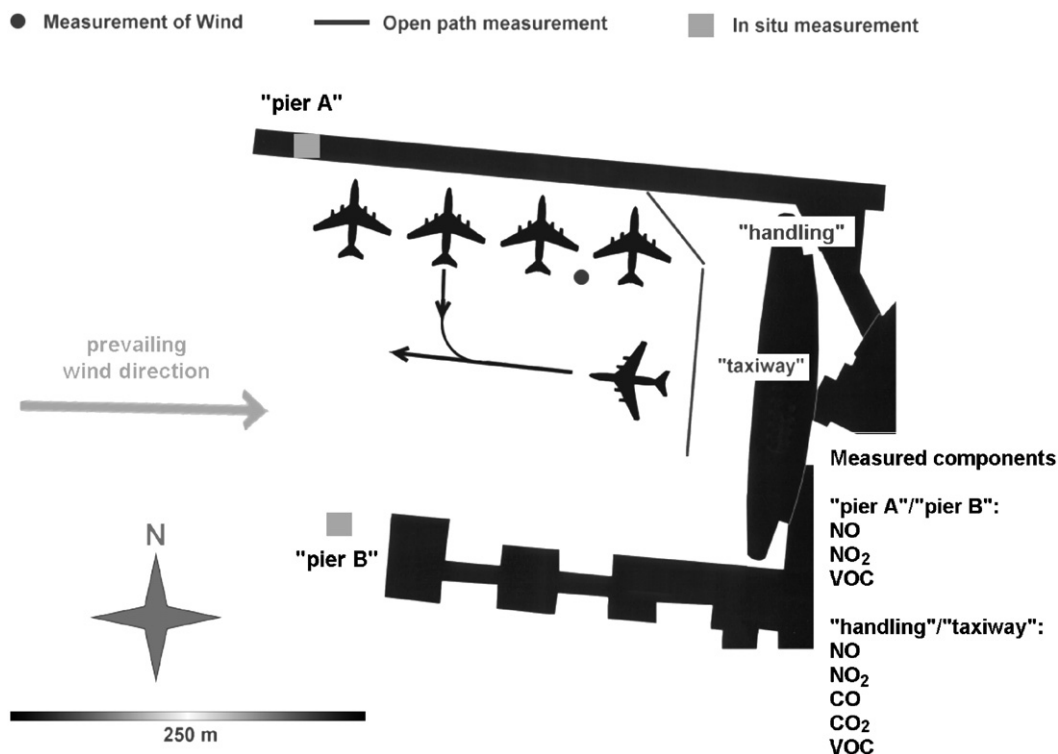 Measurement of Wind
Open path measurement
In situ measurement
"pier A"
"handling"
prevailing
wind direction
"taxiway"
Measured components
"pier A"/"pier B":
NO
NO₂
VOC
"pier B"
N
"handling"/"taxiway":
NO
NO₂
CO
CO₂
VOC
250 m